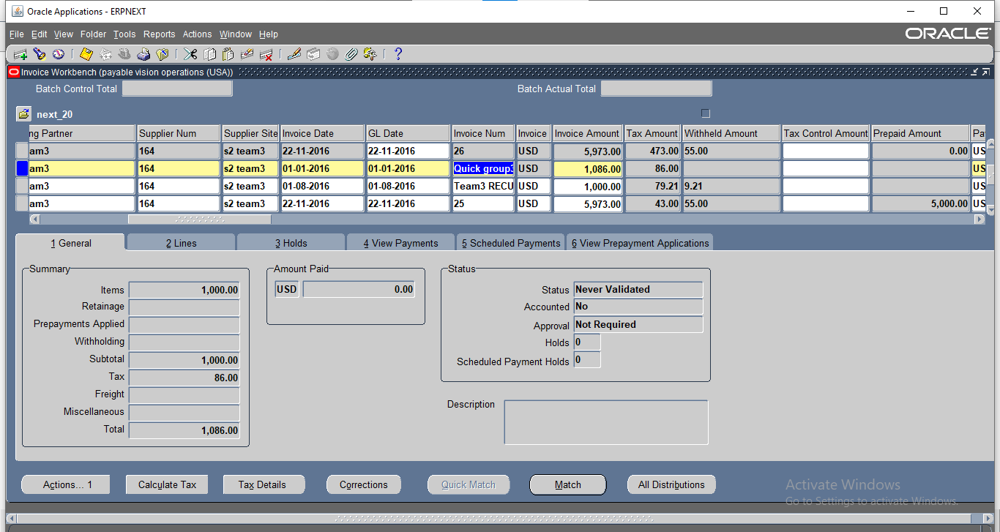 Oracle Applications - ERPNEXT
File Edit View Folder Tools Reports Actions Window Help
ORACLE
Invoice Workbench (payable vision operations (USA))
Batch Control Total Batch Actual Total
next_20
ng Partner Supplier Num Supplier Site Invoice Date GL Date Invoice Num Invoice Invoice Amount Tax Amount Withheld Amount Tax Control Amount Prepaid Amount Pa
am3 164 s2 team3 22-11-2016 22-11-2016 26 USD 5,973.00 473.00 55.00 0.00 US
am3 164 s2 team3 01-01-2016 01-01-2016 Quick group3 USD 1,086.00 86.00 US
am3 164 s2 team3 01-08-2016 01-08-2016 Team3 RECU USD 1,000.00 79.21 9.21 US
am3 164 s2 team3 22-11-2016 22-11-2016 25 USD 5,973.00 43.00 55.00 5,000.00 US
1 General 2 Lines 3 Holds 4 View Payments 5 Scheduled Payments 6 View Prepayment Applications
Summary
Items 1,000.00
Retainage
Prepayments Applied
Withholding
Subtotal 1,000.00
Tax 86.00
Freight
Miscellaneous
Total 1,086.00
Amount Paid
USD 0.00
Status
Status Never Validated
Accounted No
Approval Not Required
Holds 0
Scheduled Payment Holds 0
Description
Actions... 1 Calculate Tax Tax Details Corrections Quick Match Match All Distributions
Activate Windows
Go to Settings to activate Windows.